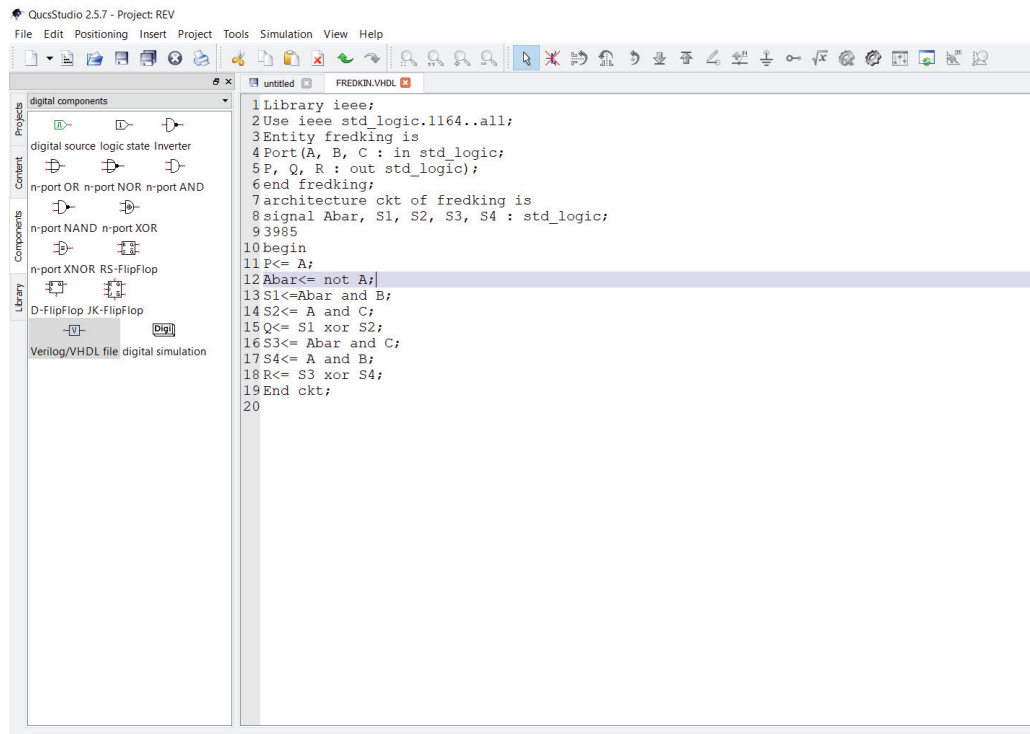 QucsStudio 2.5.7 - Project: REV
File Edit Positioning Insert Project Tools Simulation View Help
untitled FREDKIN.VHDL
Projects
Content
Components
Library
digital components
digital source logic state Inverter
n-port OR n-port NOR n-port AND
n-port NAND n-port XOR
n-port XNOR RS-FlipFlop
D-FlipFlop JK-FlipFlop
Digi
Verilog/VHDL file digital simulation
1 Library ieee;
2 Use ieee std_logic.1164..all;
3 Entity fredking is
4 Port(A, B, C : in std_logic;
5 P, Q, R : out std_logic);
6 end fredking;
7 architecture ckt of fredking is
8 signal Abar, S1, S2, S3, S4 : std_logic;
9 3985
10 begin
11 P<= A;
12 Abar<= not A;
13 S1<=Abar and B;
14 S2<= A and C;
15 Q<= S1 xor S2;
16 S3<= Abar and C;
17 S4<= A and B;
18 R<= S3 xor S4;
19 End ckt;
20